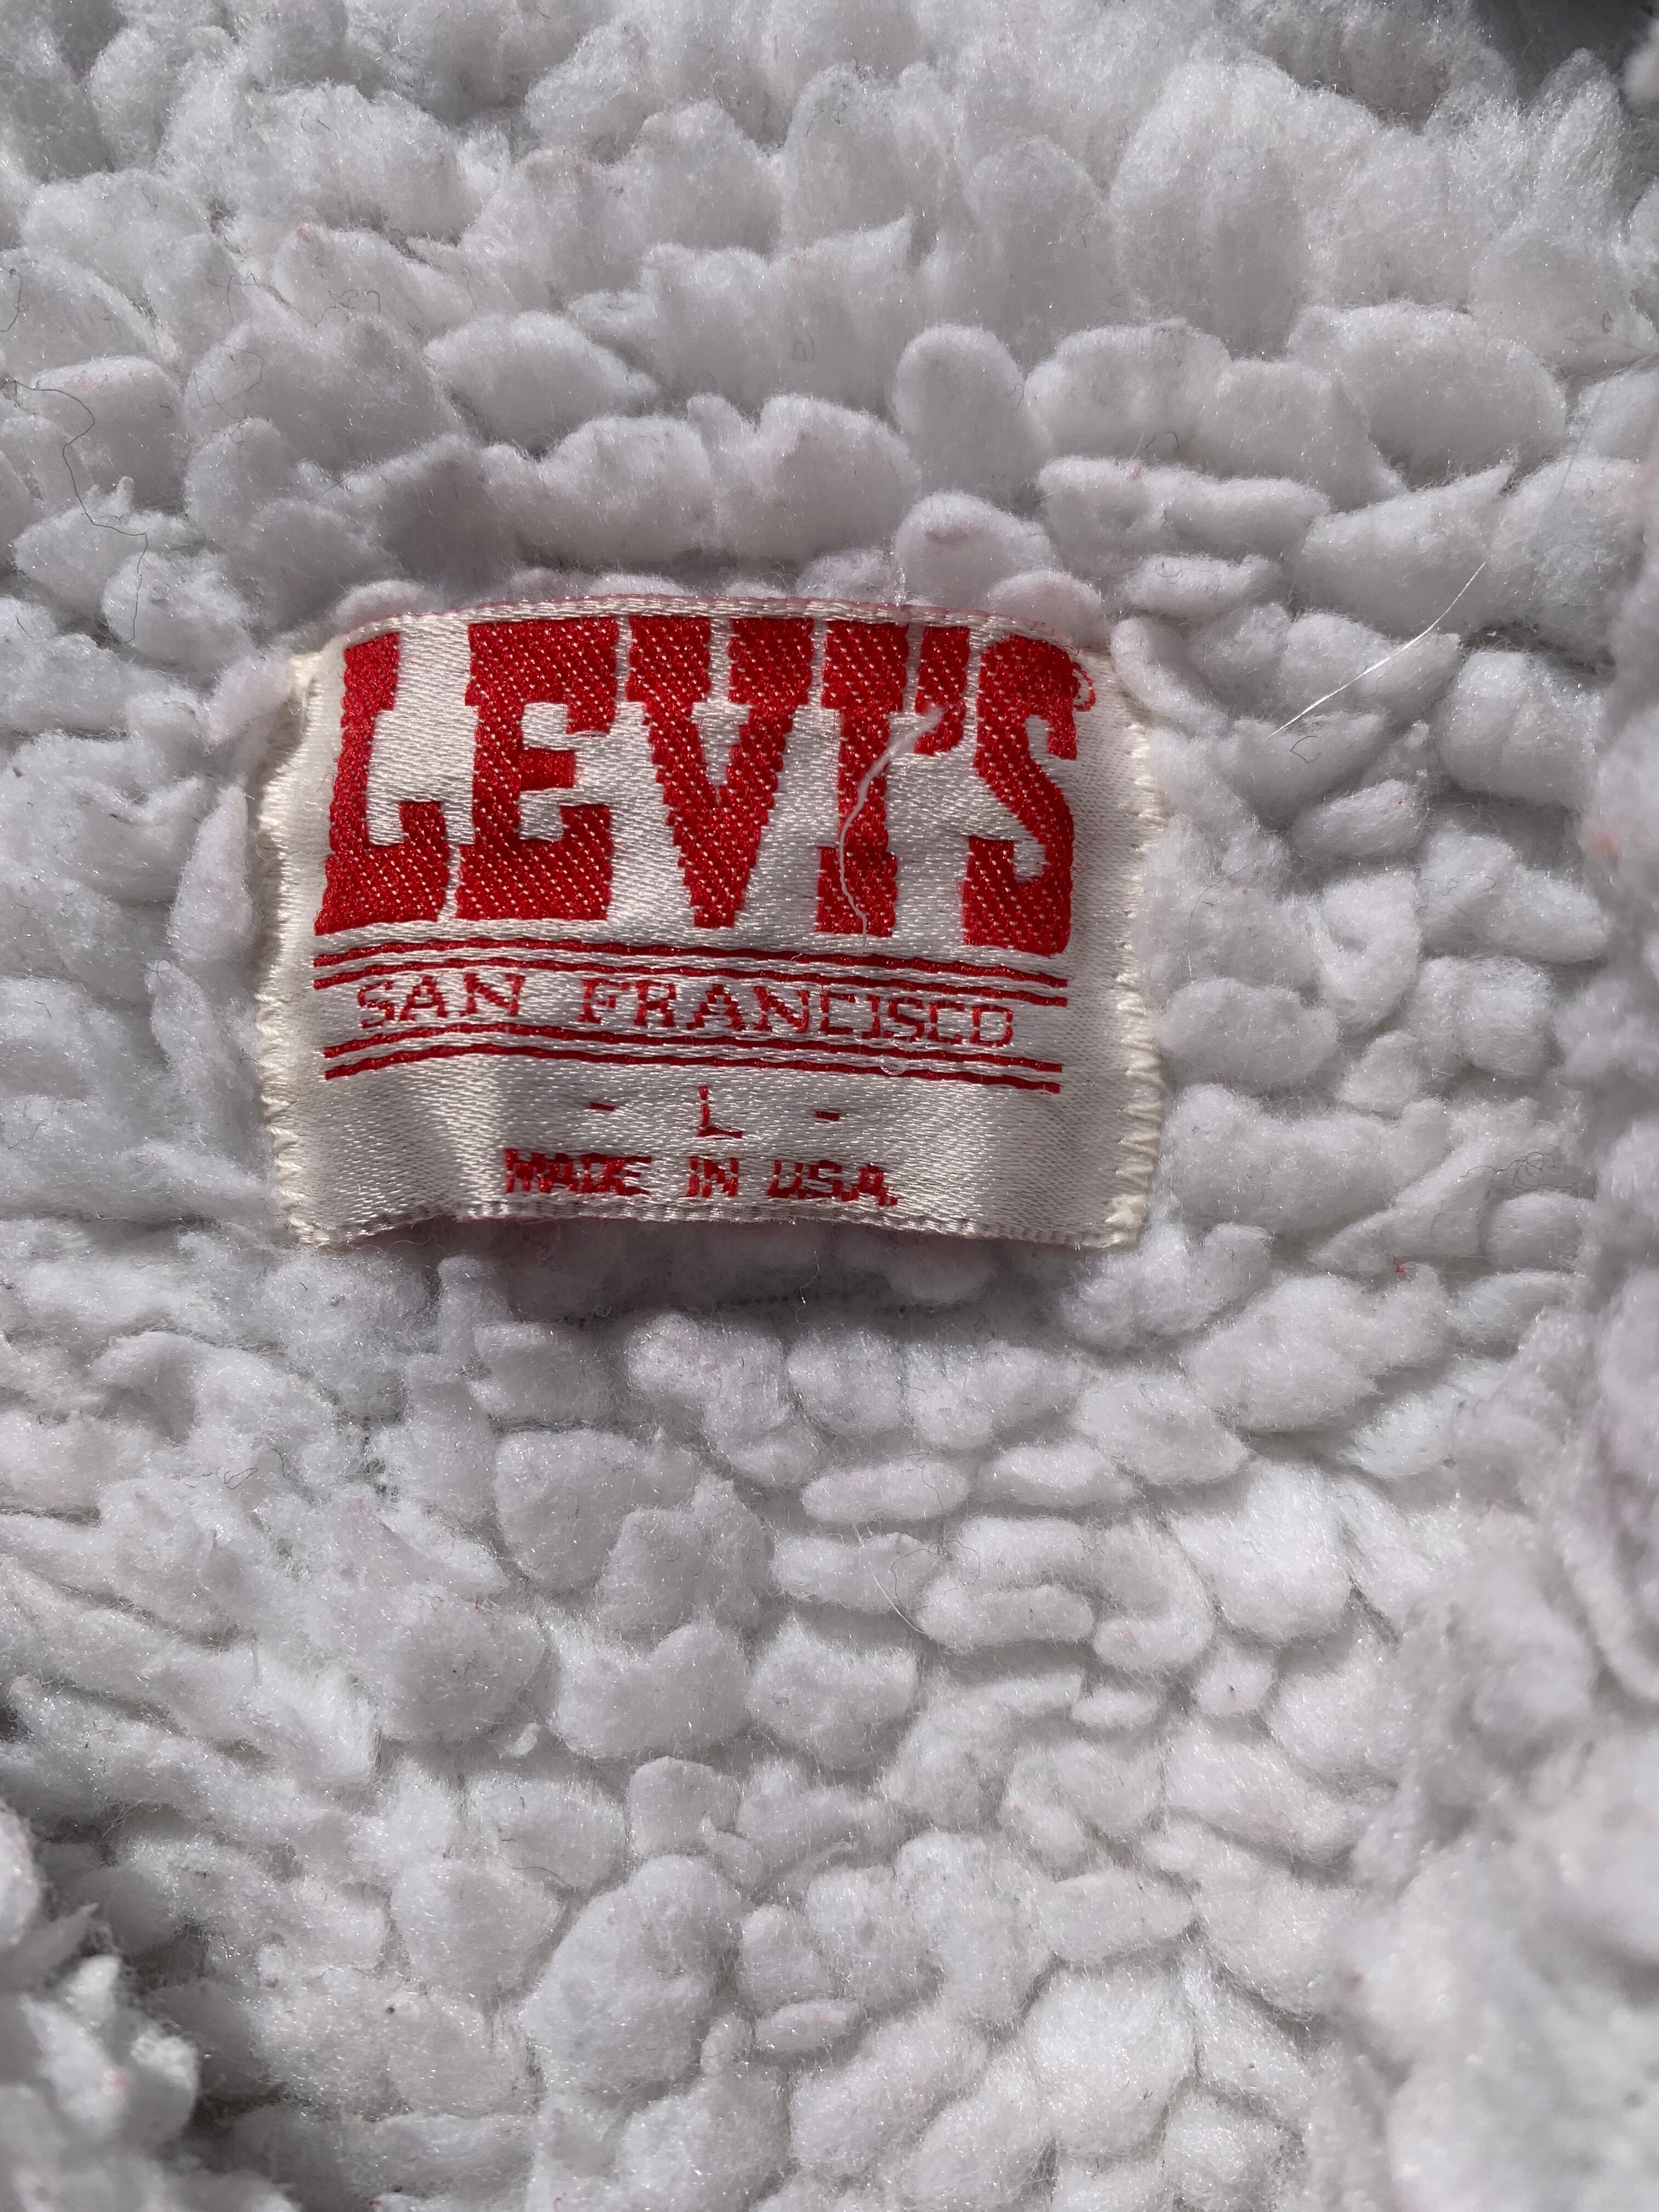 LEVI'S®
SAN FRANCISCO
- L -
MADE IN U.S.A.